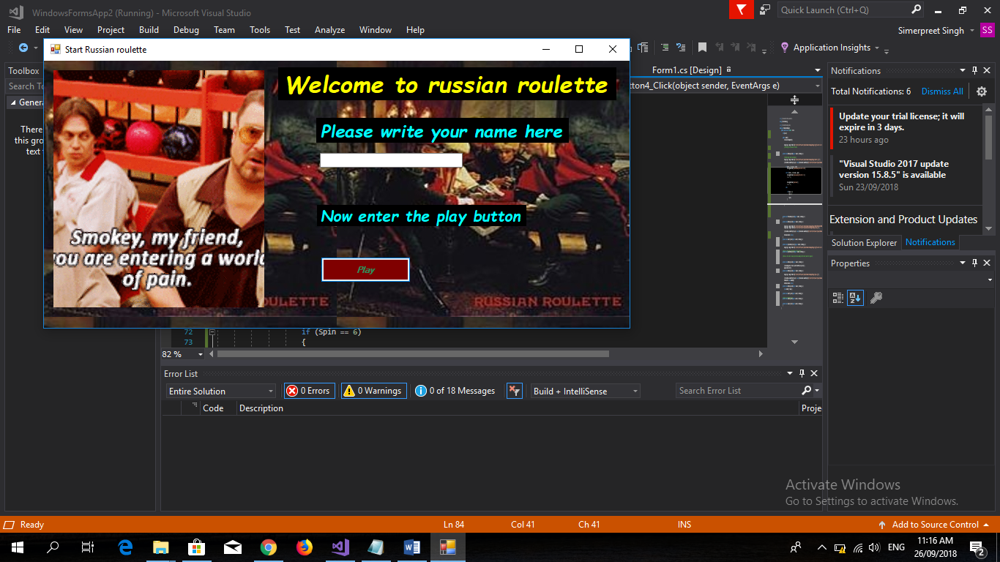 WindowsFormsApp2 (Running) - Microsoft Visual Studio
Quick Launch (Ctrl+Q)
File Edit View Project Build Debug Team Tools Test Analyze Window Help
Simerpreet Singh SS
Application Insights
Start Russian roulette
Toolbox
Search To
Genera
There
this gro
text
Welcome to russian roulette
Please write your name here
Now enter the play button
Play
Smokey, my friend,
you are entering a world
of pain.
ROULETTE
RUSSIAN ROULETTE
Form1.cs [Design]
tton4_Click(object sender, EventArgs e)
72 if (Spin == 6)
73 {
82 %
Notifications
Total Notifications: 6 Dismiss All
Update your trial license; it will
expire in 3 days.
23 hours ago
"Visual Studio 2017 update
version 15.8.5" is available
Sun 23/09/2018
Extension and Product Updates
Solution Explorer Notifications
Properties
Error List
Entire Solution 0 Errors 0 Warnings 0 of 18 Messages Build + IntelliSense Search Error List
Code Description Proje
Activate Windows
Go to Settings to activate Windows.
Ready Ln 84 Col 41 Ch 41 INS Add to Source Control
ENG 11:16 AM
26/09/2018
2